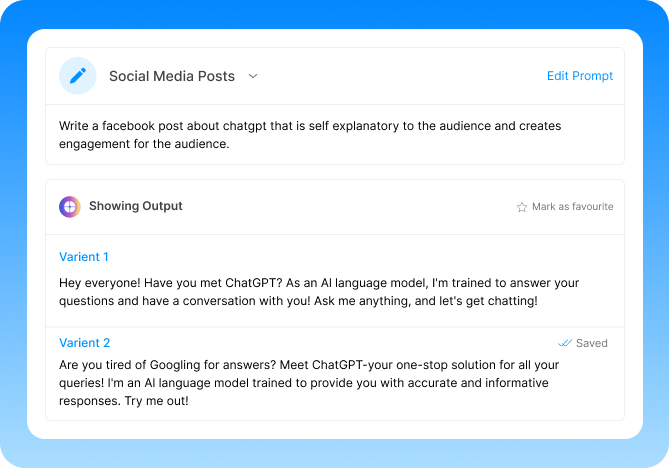 Social Media Posts
Edit Prompt
Write a facebook post about chatgpt that is self explanatory to the audience and creates
engagement for the audience.
Showing Output
Mark as favourite
Varient 1
Hey everyone! Have you met ChatGPT? As an AI language model, I'm trained to answer your
questions and have a conversation with you! Ask me anything, and let's get chatting!
Varient 2
Saved
Are you tired of Googling for answers? Meet ChatGPT-your one-stop solution for all your
queries! I'm an AI language model trained to provide you with accurate and informative
responses. Try me out!